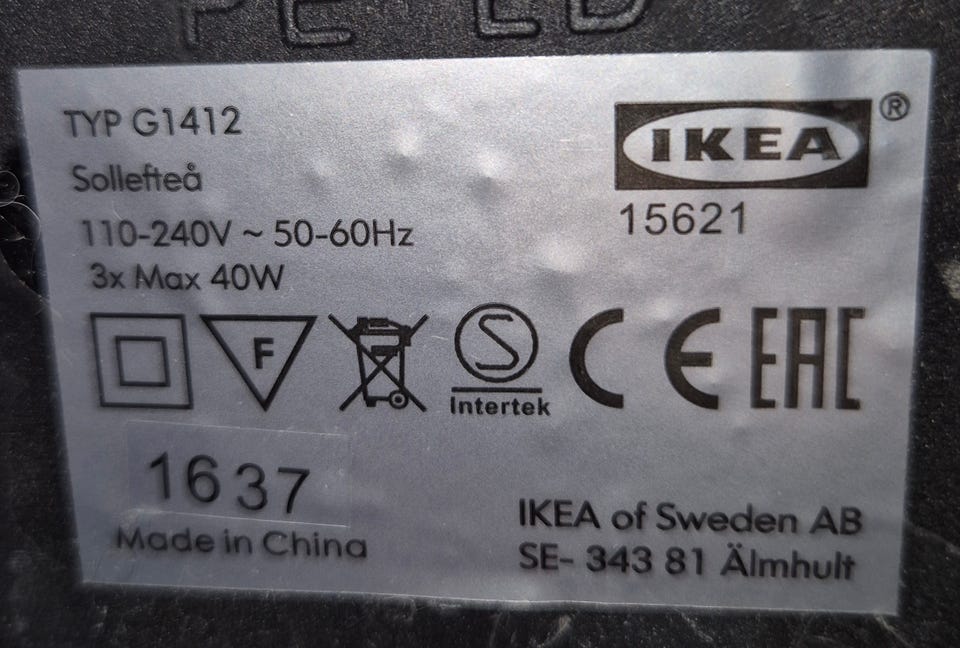 TYP G1412
Sollefteå
110-240V ~ 50-60Hz
3x Max 40W
IKEA®
15621
F
S
Intertek
CE
EAC
1637
Made in China
IKEA of Sweden AB
SE- 343 81 Älmhult